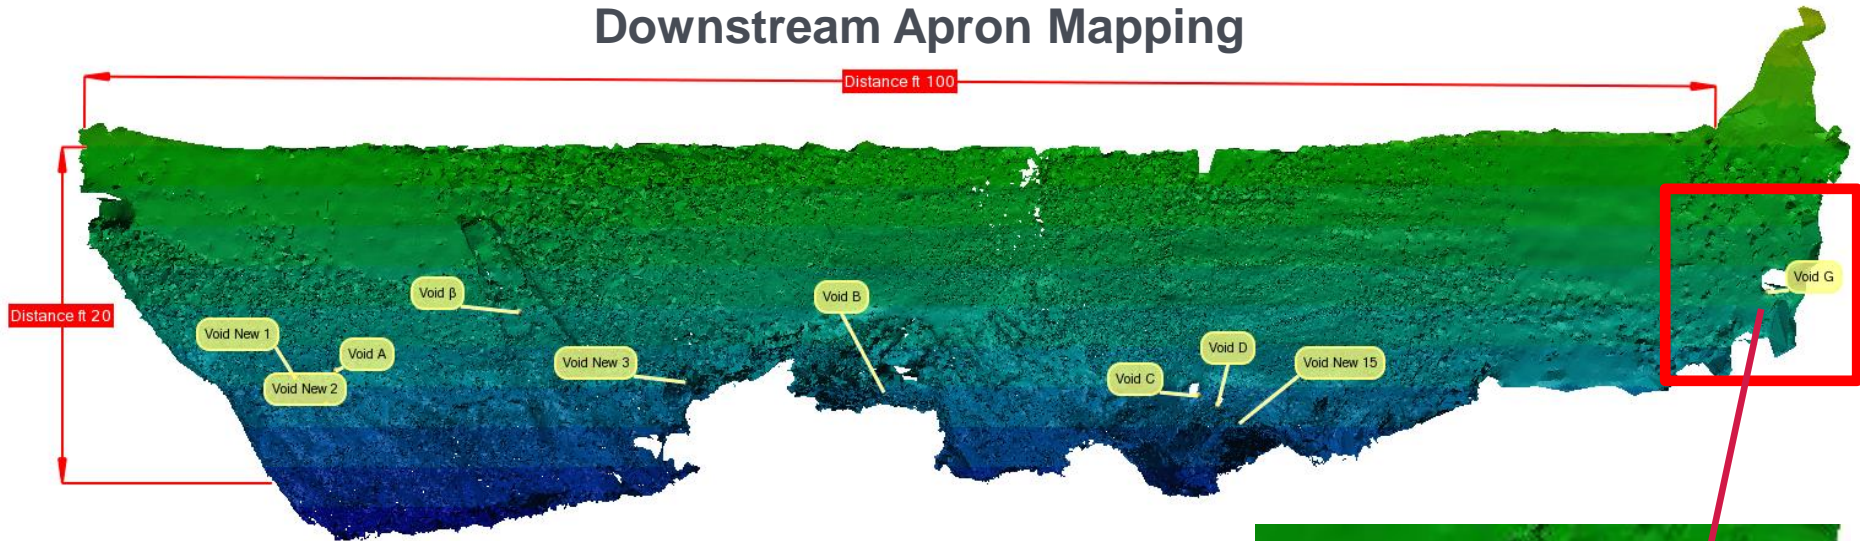 Downstream Apron Mapping
Distance ft 100
Void G
Void β
Void B
Distance ft 20
Void New 1
Void A
Void D
Void New 3
Void New 15
Void C
Void New 2